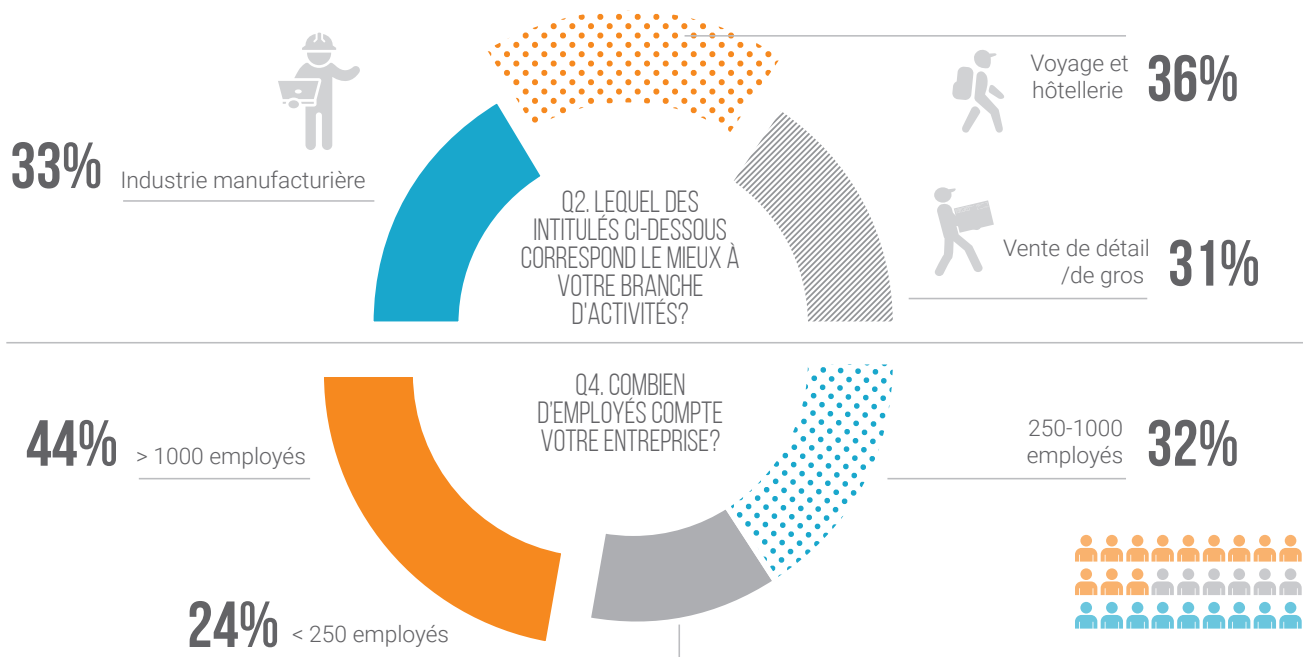 33%
Industrie manufacturière
Voyage et
hôtellerie
36%
Q2. LEQUEL DES
INTITULÉS CI-DESSOUS
CORRESPOND LE MIEUX À
VOTRE BRANCHE
D'ACTIVITÉS?
Vente de détail
/de gros
31%
Q4. COMBIEN
D'EMPLOYÉS COMPTE
VOTRE ENTREPRISE?
44%
> 1000 employés
250-1000
employés
32%
24%
< 250 employés